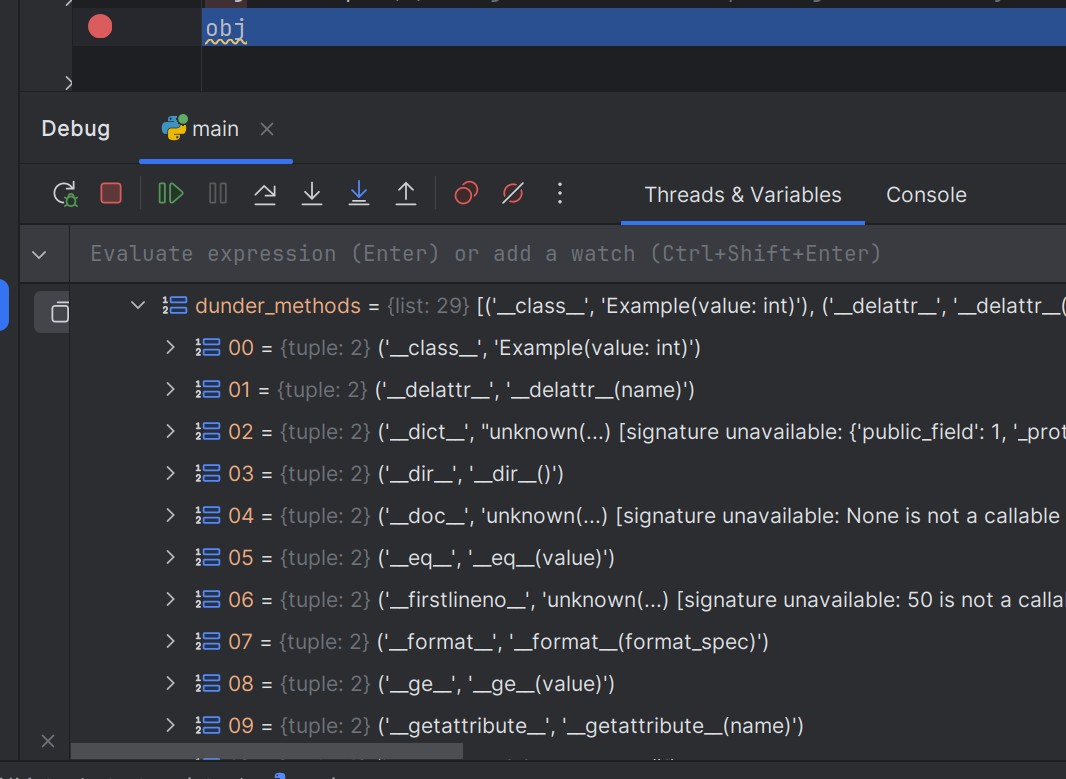 obj
Debug main
Threads & Variables Console
Evaluate expression (Enter) or add a watch (Ctrl+Shift+Enter)
dunder_methods = {list: 29} [('__class__', 'Example(value: int)'), ('__delattr__', '__delattr__(
00 = {tuple: 2} ('__class__', 'Example(value: int)')
01 = {tuple: 2} ('__delattr__', '__delattr__(name)')
02 = {tuple: 2} ('__dict__', "unknown(...) [signature unavailable: {'public_field': 1, '_prot
03 = {tuple: 2} ('__dir__', '__dir__()')
04 = {tuple: 2} ('__doc__', 'unknown(...) [signature unavailable: None is not a callable
05 = {tuple: 2} ('__eq__', '__eq__(value)')
06 = {tuple: 2} ('__firstlineno__', 'unknown(...) [signature unavailable: 50 is not a calla
07 = {tuple: 2} ('__format__', '__format__(format_spec)')
08 = {tuple: 2} ('__ge__', '__ge__(value)')
09 = {tuple: 2} ('__getattribute__', '__getattribute__(name)')